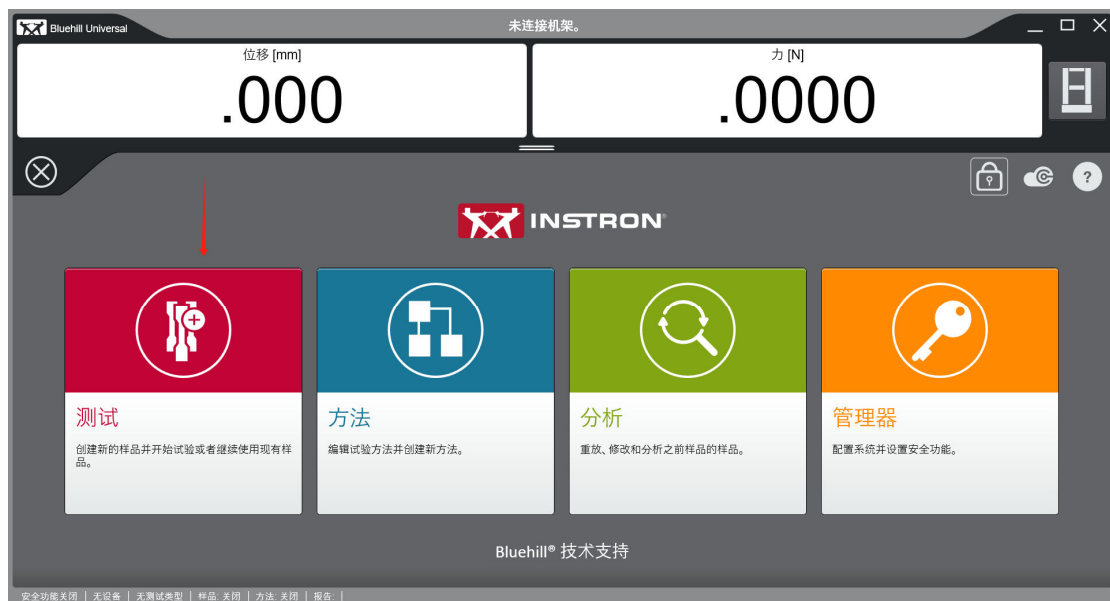 Bluehill Universal
未连接机架。
位移 [mm]
.000
力 [N]
.0000
?
INSTRON®
测试
创建新的样品并开始试验或者继续使用现有样
品。
方法
编辑试验方法并创建新方法。
分析
重放、修改和分析之前样品的样品。
管理器
配置系统并设置安全功能。
Bluehill® 技术支持
安全功能关闭 | 无设备 | 无测试类型 | 样品: 关闭 | 方法: 关闭 | 报告: |